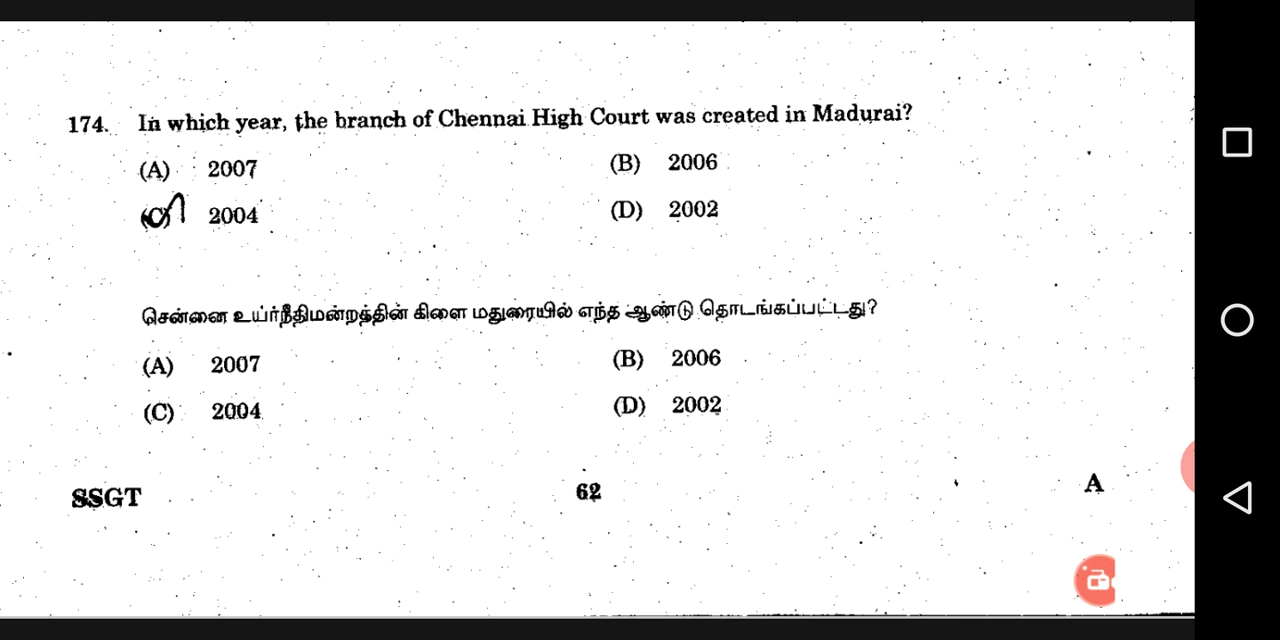 174. In which year, the branch of Chennai High Court was created in Madurai?
(A) 2007 (B) 2006
(C) 2004 (D) 2002
சென்னை உயர்நீதிமன்றத்தின் கிளை மதுரையில் எந்த ஆண்டு தொடங்கப்பட்டது?
(A) 2007 (B) 2006
(C) 2004 (D) 2002
SSGT 62 A